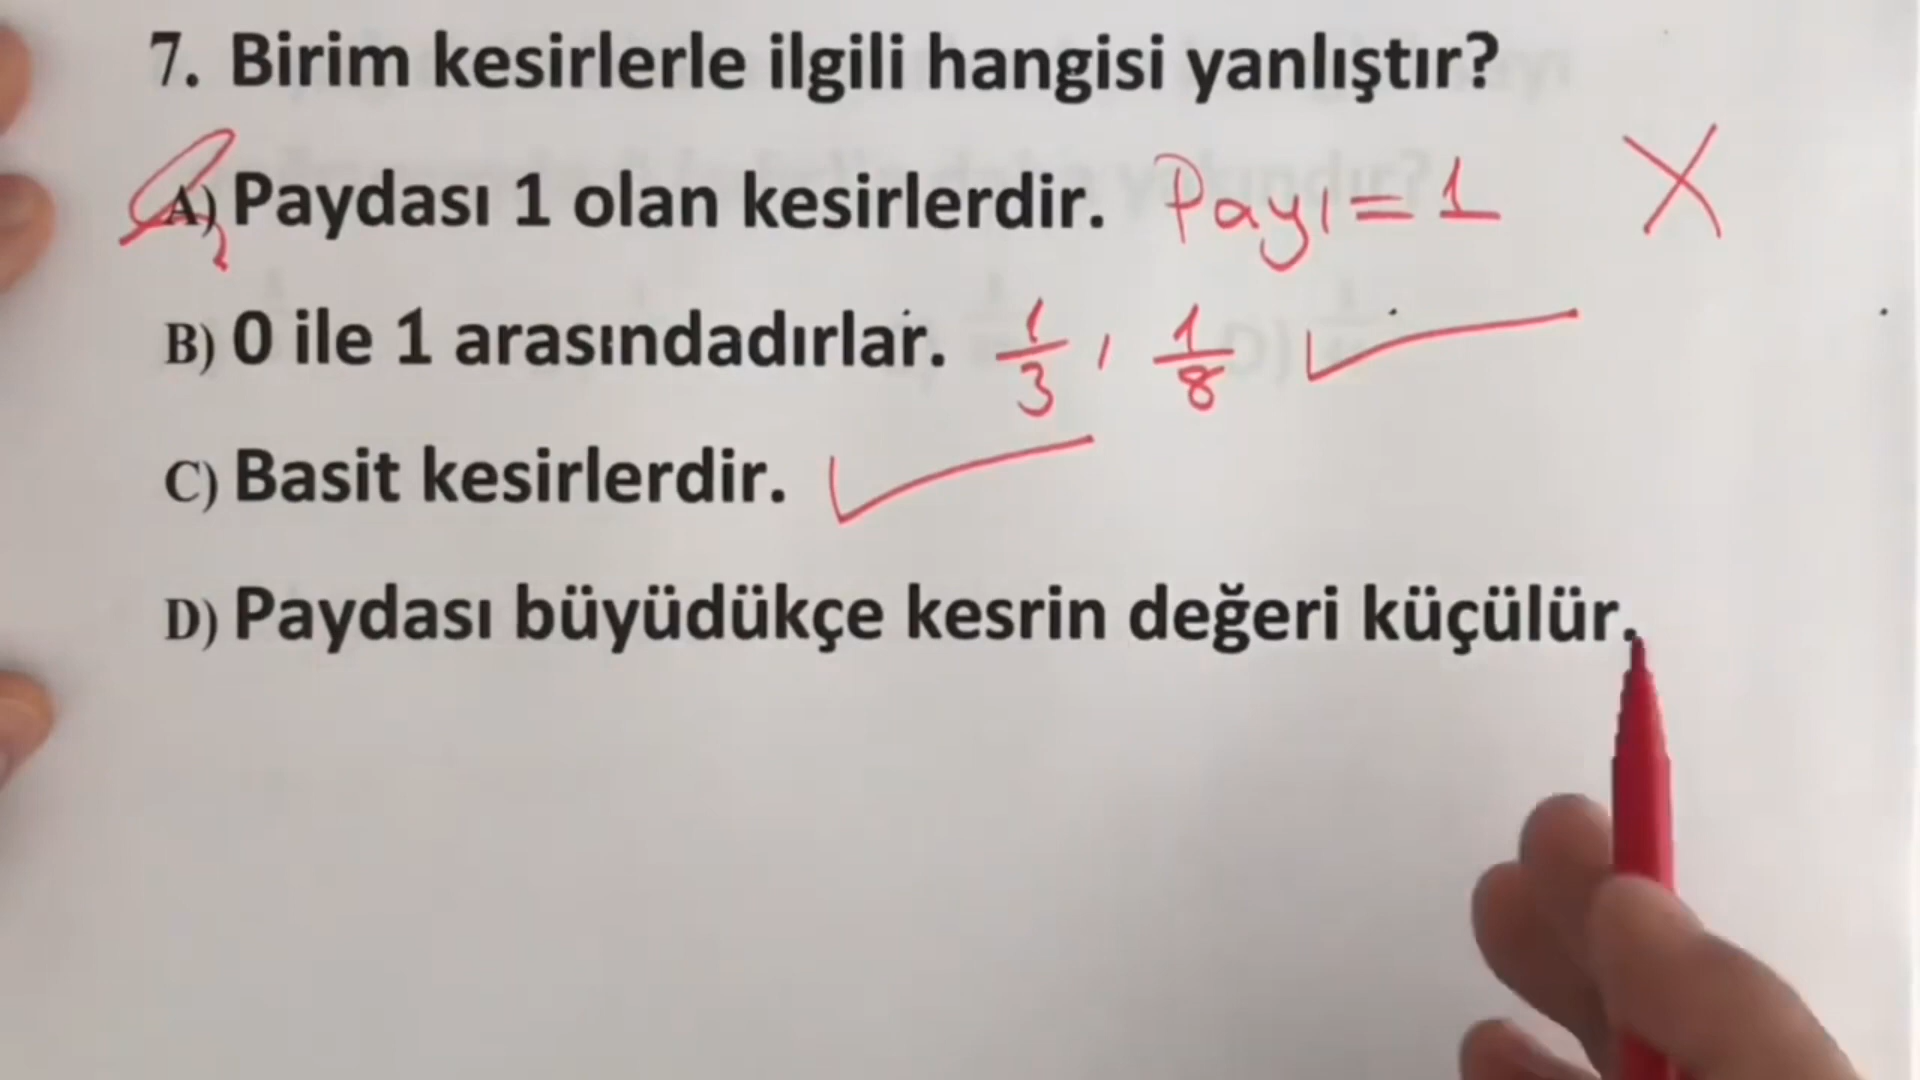 7. Birim kesirlerle ilgili hangisi yanlıştır?
A) Paydası 1 olan kesirlerdir. Payı = 1 X
B) 0 ile 1 arasındadırlar. 1/3, 1/8 ✓
C) Basit kesirlerdir. ✓
D) Paydası büyüdükçe kesrin değeri küçülür.